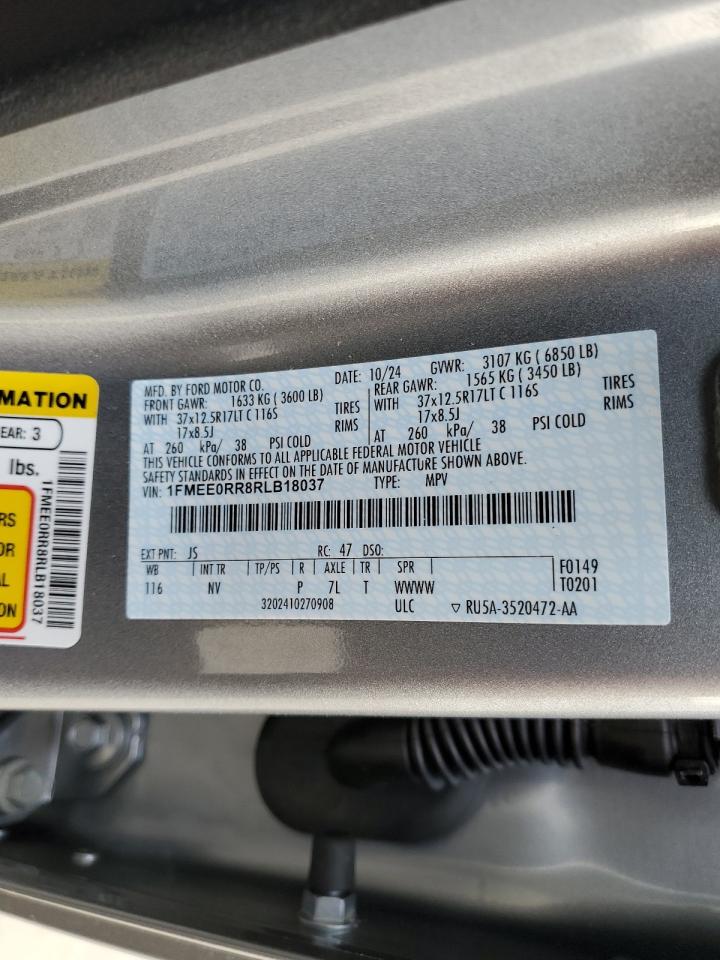 MFD. BY FORD MOTOR CO.
DATE: 10/24
GVWR: 3107 KG ( 6850 LB)
FRONT GAWR: 1633 KG ( 3600 LB)
WITH 37x12.5R17LT C 116S TIRES
17x8.5J RIMS
AT 260 kPa/ 38 PSI COLD
REAR GAWR: 1565 KG ( 3450 LB)
WITH 37x12.5R17LT C 116S TIRES
17x8.5J RIMS
AT 260 kPa/ 38 PSI COLD
THIS VEHICLE CONFORMS TO ALL APPLICABLE FEDERAL MOTOR VEHICLE
SAFETY STANDARDS IN EFFECT ON THE DATE OF MANUFACTURE SHOWN ABOVE.
VIN: 1FMEE0RR8RLB18037 TYPE: MPV
EXT PNT: JS RC: 47 DSO:
WB INT TR TP/PS R AXLE TR SPR F0149
116 NV P 7L T WWWW T0201
3202410270908 ULC ▽ RU5A-3520472-AA
EAR: 3
lbs.
1FMEE0RR8RLB18037